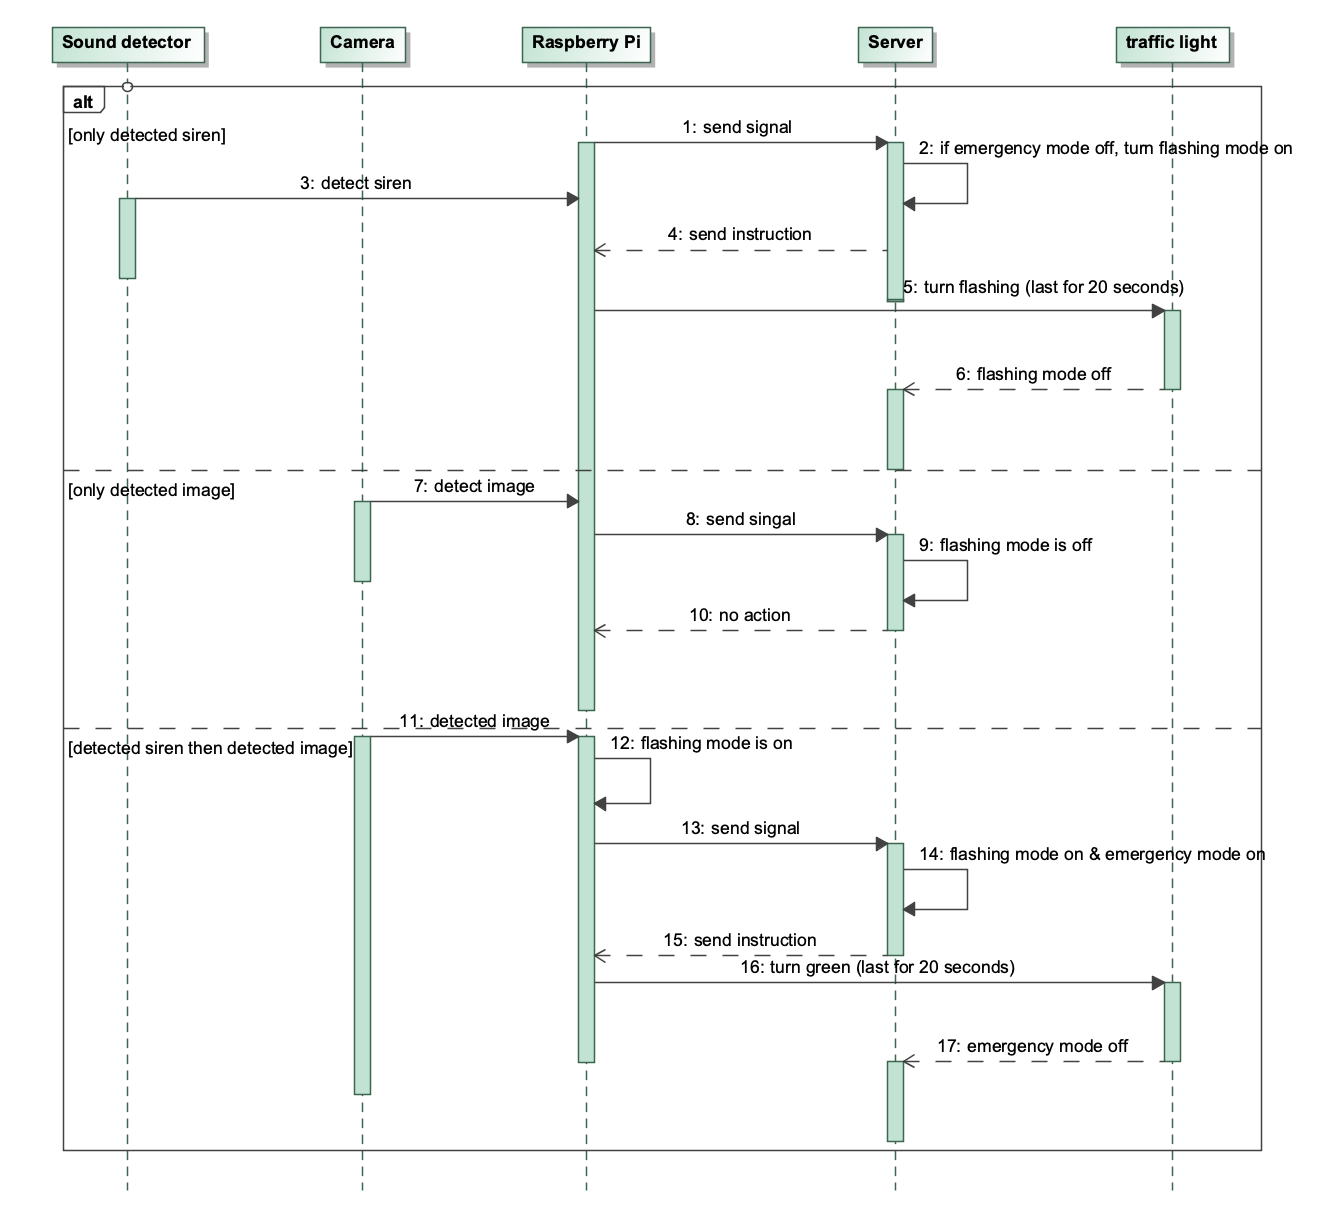 Sound detector
Camera
Raspberry Pi
Server
traffic light
alt
[only detected siren]
1: send signal
2: if emergency mode off, turn flashing mode on
3: detect siren
4: send instruction
5: turn flashing (last for 20 seconds)
6: flashing mode off
[only detected image]
7: detect image
8: send singal
9: flashing mode is off
10: no action
11: detected image
[detected siren then detected image]
12: flashing mode is on
13: send signal
14: flashing mode on & emergency mode on
15: send instruction
16: turn green (last for 20 seconds)
17: emergency mode off